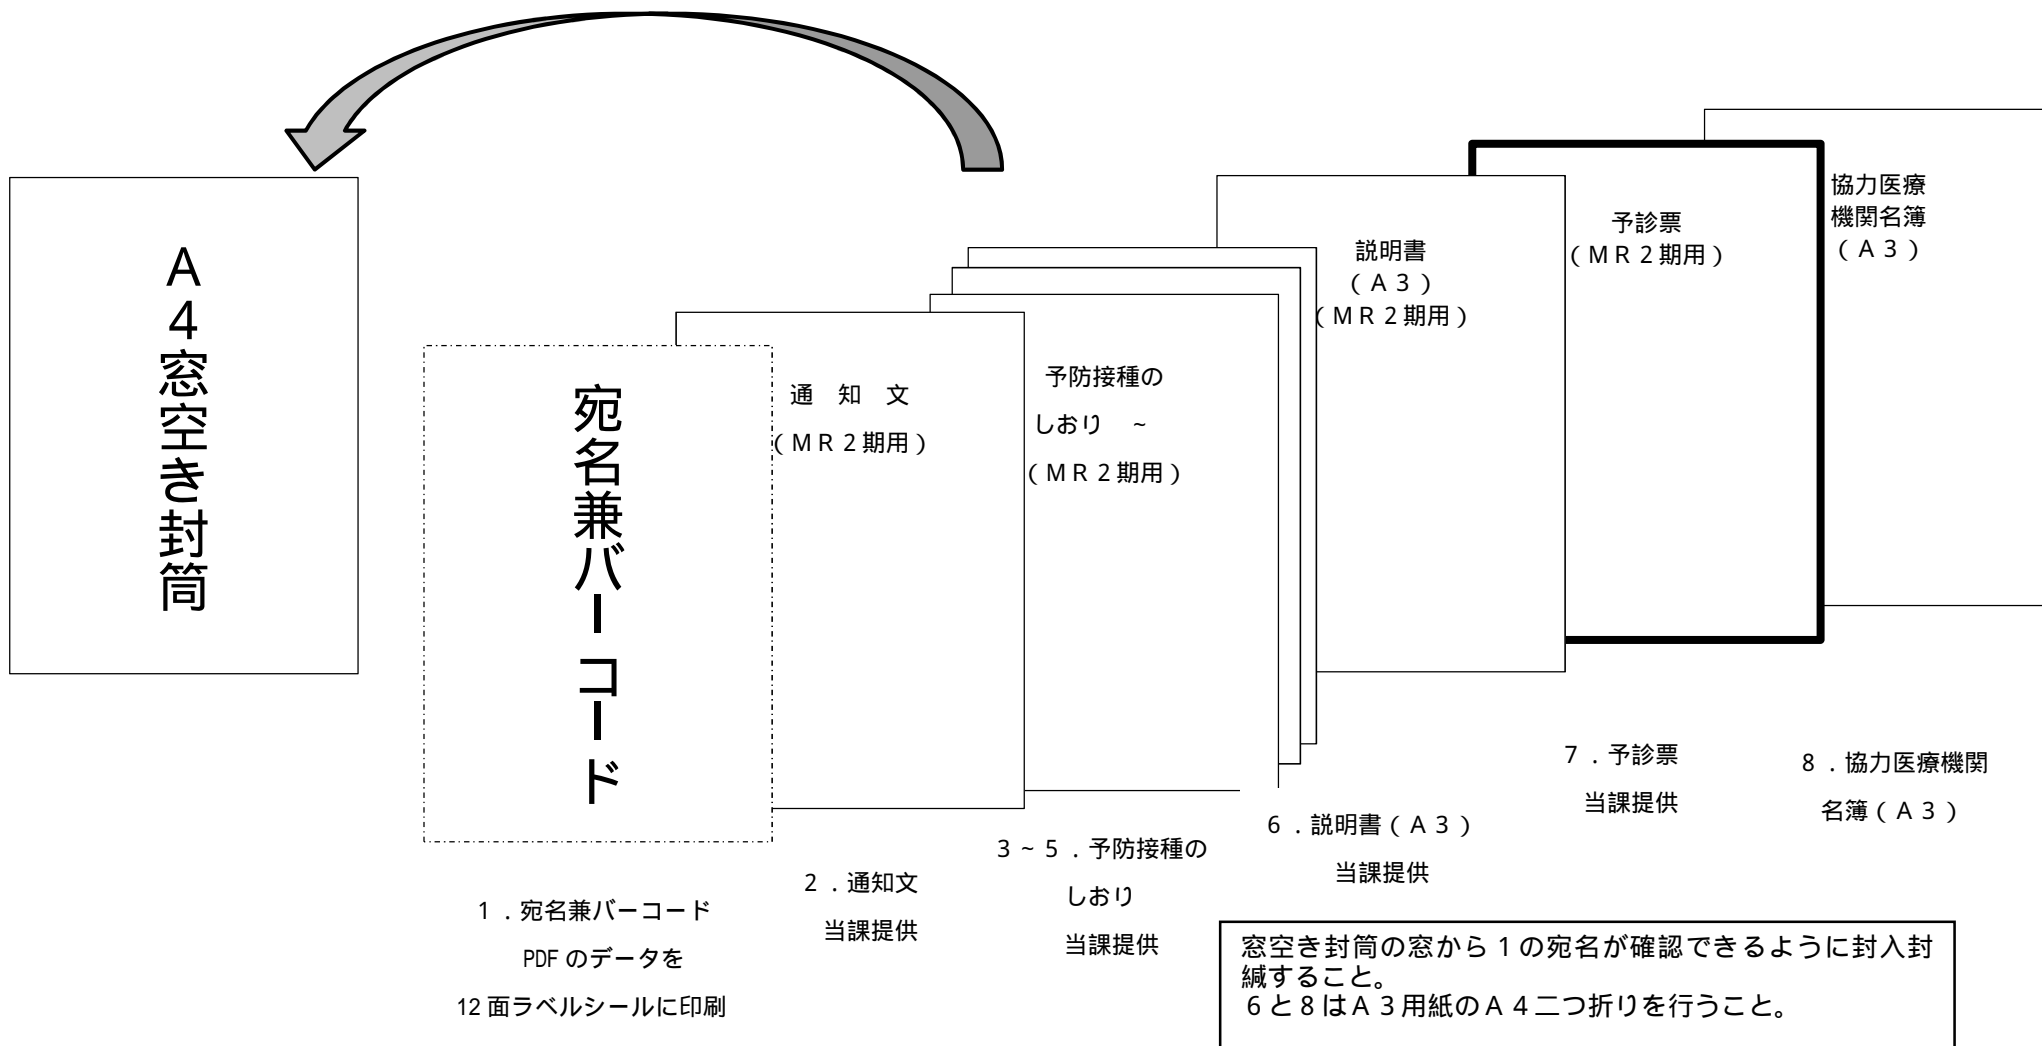 A4窓空き封筒
宛名兼バーコード
通　知　文
（ＭＲ２期用）
予防接種の
しおり　~
（ＭＲ２期用）
説明書
（Ａ３）
（ＭＲ２期用）
予診票
（ＭＲ２期用）
協力医療
機関名簿
（Ａ３）
1．宛名兼バーコード
PDFのデータを
12面ラベルシールに印刷
2．通知文
当課提供
3~5．予防接種の
しおり
当課提供
6．説明書（Ａ３）
当課提供
7．予診票
当課提供
8．協力医療機関
名簿（Ａ３）
窓空き封筒の窓から1の宛名が確認できるように封入封
緘すること。
6と8はＡ３用紙のＡ４二つ折りを行うこと。